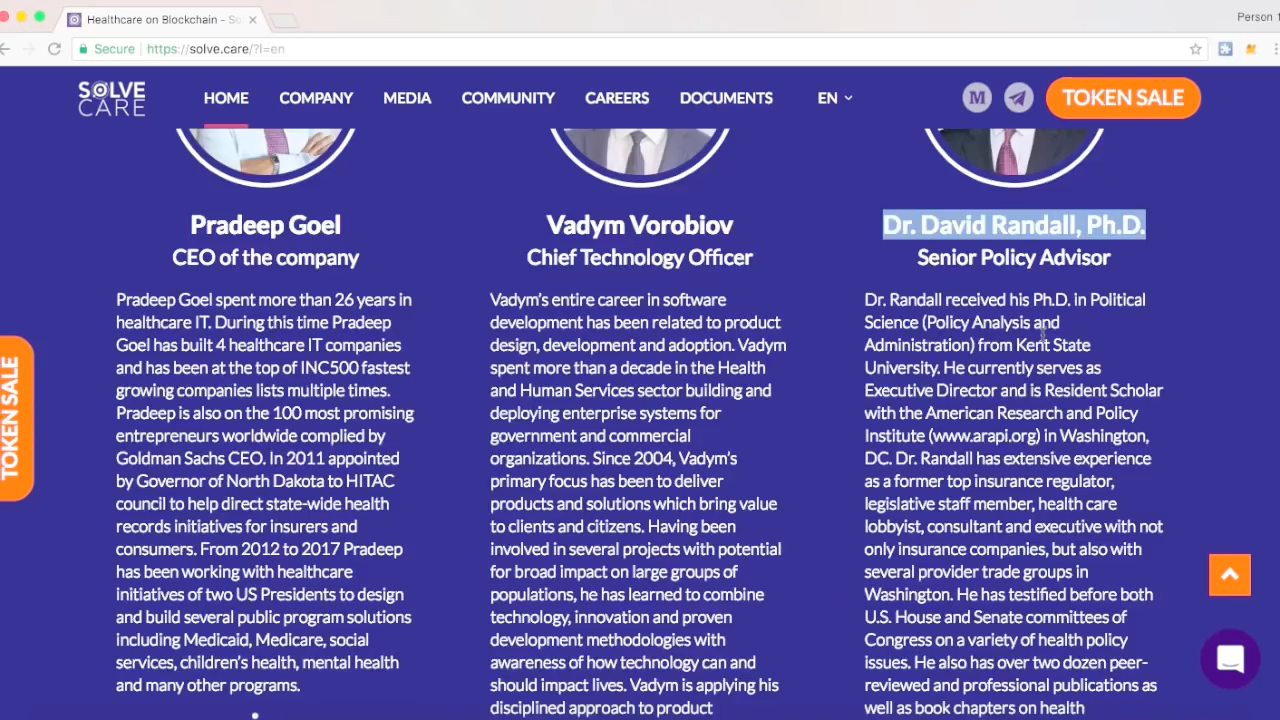 Healthcare on Blockchain - So
Person 1
Secure https://solve.care/?l=en
SOLVE
CARE
HOME COMPANY MEDIA COMMUNITY CAREERS DOCUMENTS EN M TOKEN SALE
TOKEN SALE
Pradeep Goel
CEO of the company
Pradeep Goel spent more than 26 years in
healthcare IT. During this time Pradeep
Goel has built 4 healthcare IT companies
and has been at the top of INC500 fastest
growing companies lists multiple times.
Pradeep is also on the 100 most promising
entrepreneurs worldwide complied by
Goldman Sachs CEO. In 2011 appointed
by Governor of North Dakota to HITAC
council to help direct state-wide health
records initiatives for insurers and
consumers. From 2012 to 2017 Pradeep
has been working with healthcare
initiatives of two US Presidents to design
and build several public program solutions
including Medicaid, Medicare, social
services, children's health, mental health
and many other programs.
Vadym Vorobiov
Chief Technology Officer
Vadym's entire career in software
development has been related to product
design, development and adoption. Vadym
spent more than a decade in the Health
and Human Services sector building and
deploying enterprise systems for
government and commercial
organizations. Since 2004, Vadym's
primary focus has been to deliver
products and solutions which bring value
to clients and citizens. Having been
involved in several projects with potential
for broad impact on large groups of
populations, he has learned to combine
technology, innovation and proven
development methodologies with
awareness of how technology can and
should impact lives. Vadym is applying his
disciplined approach to product
Dr. David Randall, Ph.D.
Senior Policy Advisor
Dr. Randall received his Ph.D. in Political
Science (Policy Analysis and
Administration) from Kent State
University. He currently serves as
Executive Director and is Resident Scholar
with the American Research and Policy
Institute (www.arapi.org) in Washington,
DC. Dr. Randall has extensive experience
as a former top insurance regulator,
legislative staff member, health care
lobbyist, consultant and executive with not
only insurance companies, but also with
several provider trade groups in
Washington. He has testified before both
U.S. House and Senate committees of
Congress on a variety of health policy
issues. He also has over two dozen peer-
reviewed and professional publications as
well as book chapters on health